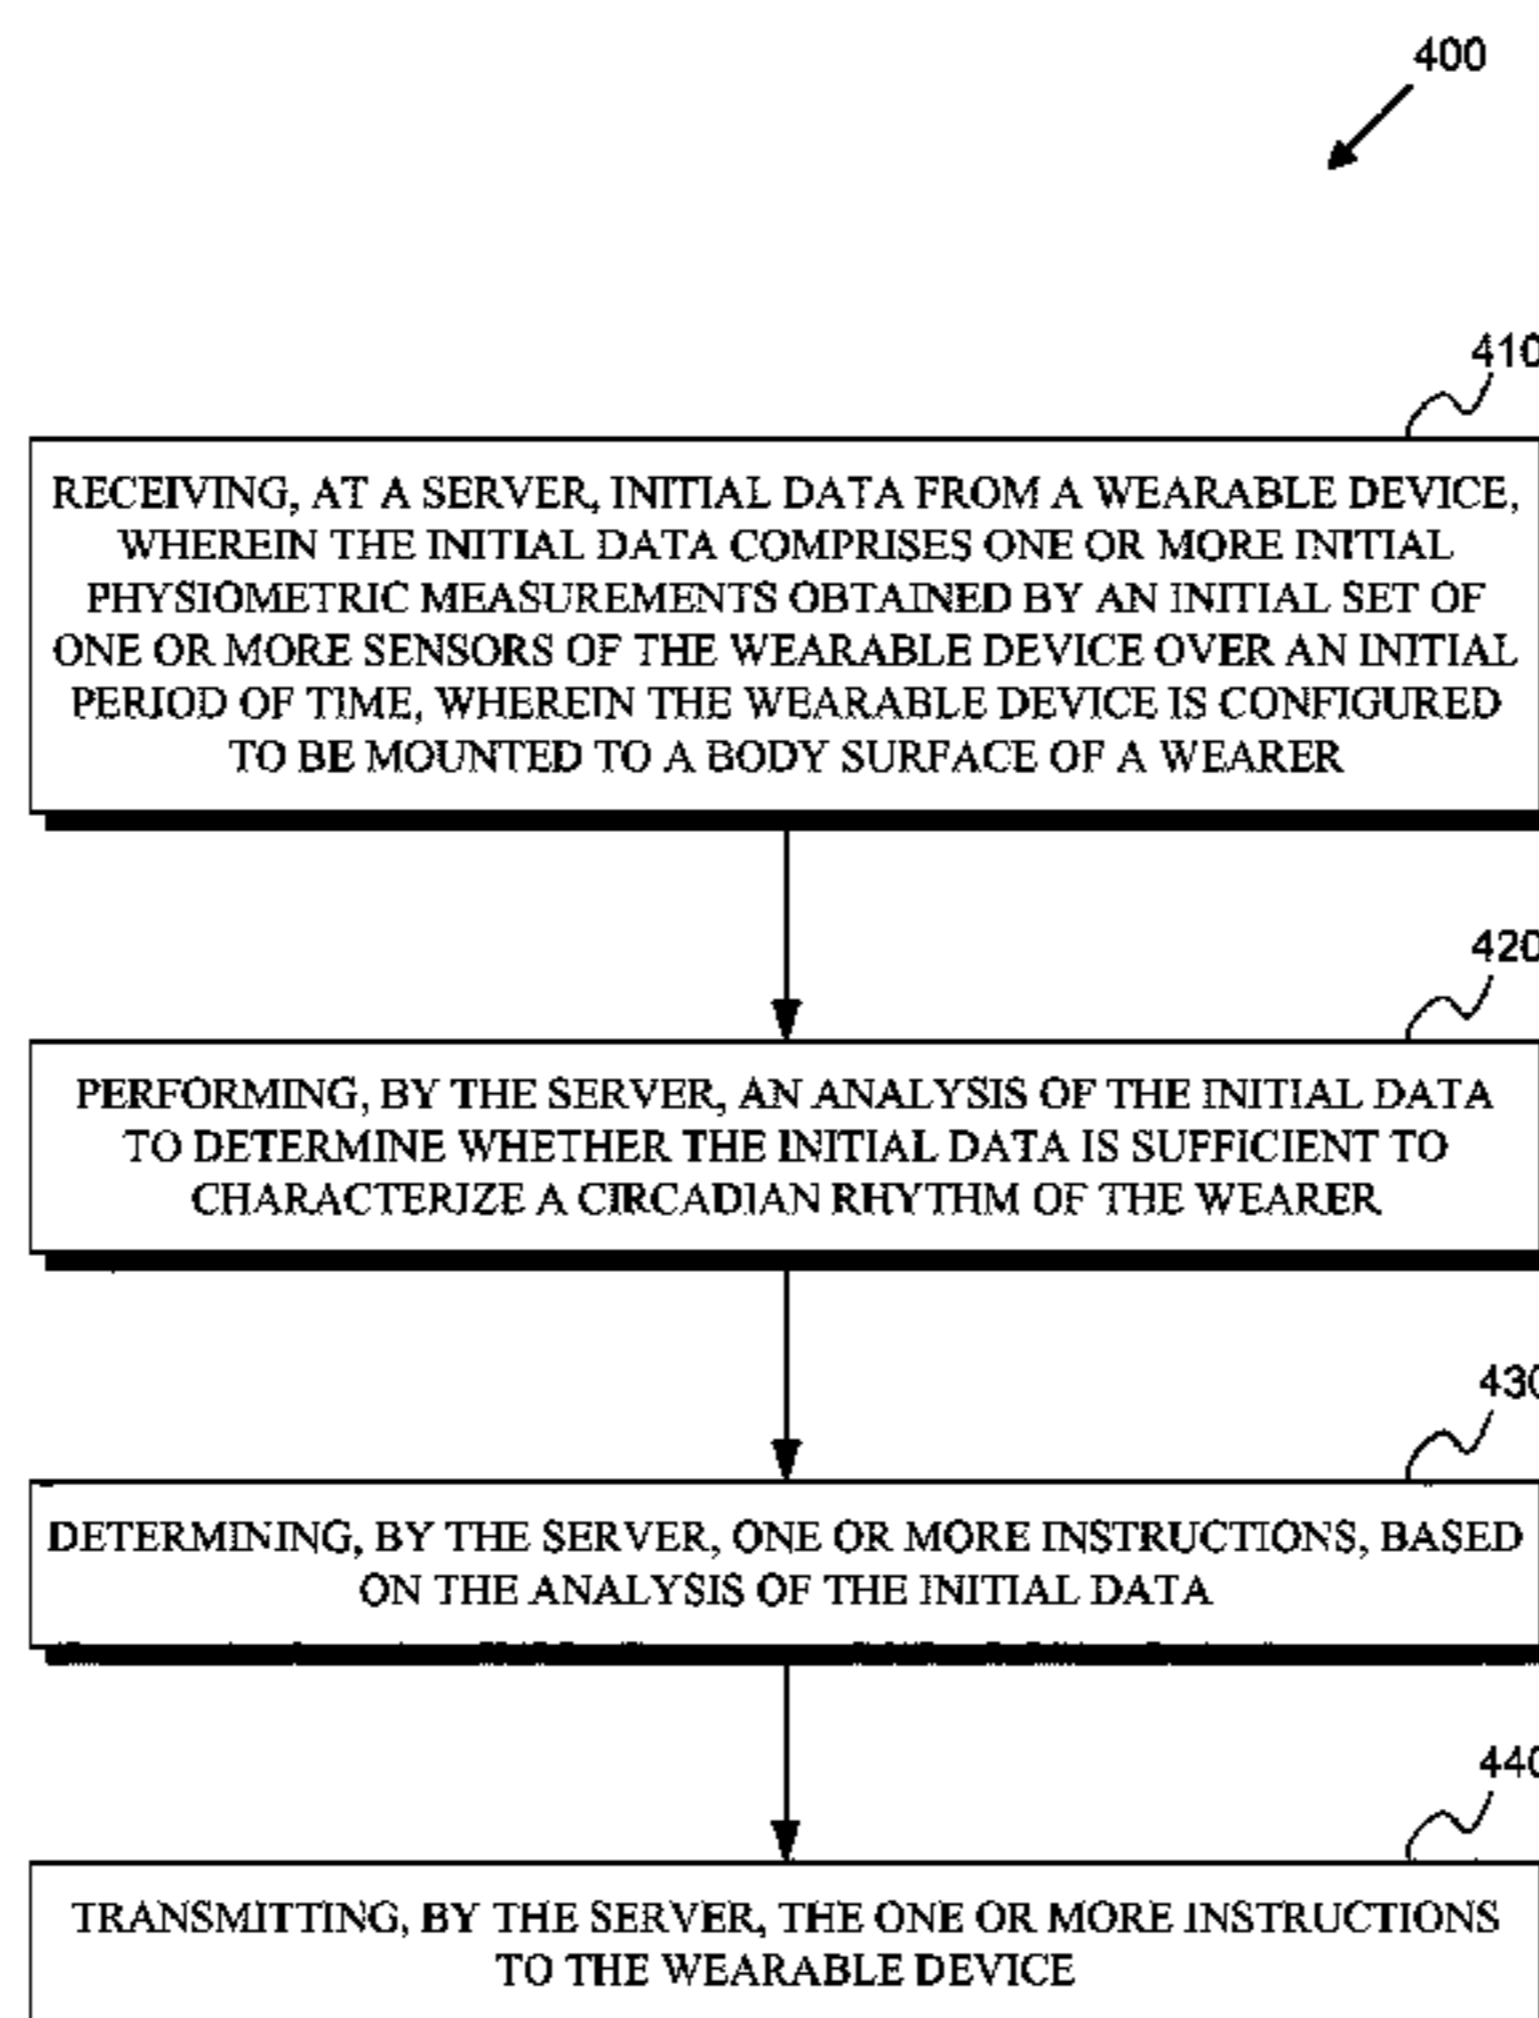 400
410
RECEIVING, AT A SERVER, INITIAL DATA FROM A WEARABLE DEVICE,
WHEREIN THE INITIAL DATA COMPRISES ONE OR MORE INITIAL
PHYSIOMETRIC MEASUREMENTS OBTAINED BY AN INITIAL SET OF
ONE OR MORE SENSORS OF THE WEARABLE DEVICE OVER AN INITIAL
PERIOD OF TIME, WHEREIN THE WEARABLE DEVICE IS CONFIGURED
TO BE MOUNTED TO A BODY SURFACE OF A WEARER
420
PERFORMING, BY THE SERVER, AN ANALYSIS OF THE INITIAL DATA
TO DETERMINE WHETHER THE INITIAL DATA IS SUFFICIENT TO
CHARACTERIZE A CIRCADIAN RHYTHM OF THE WEARER
430
DETERMINING, BY THE SERVER, ONE OR MORE INSTRUCTIONS, BASED
ON THE ANALYSIS OF THE INITIAL DATA
440
TRANSMITTING, BY THE SERVER, THE ONE OR MORE INSTRUCTIONS
TO THE WEARABLE DEVICE